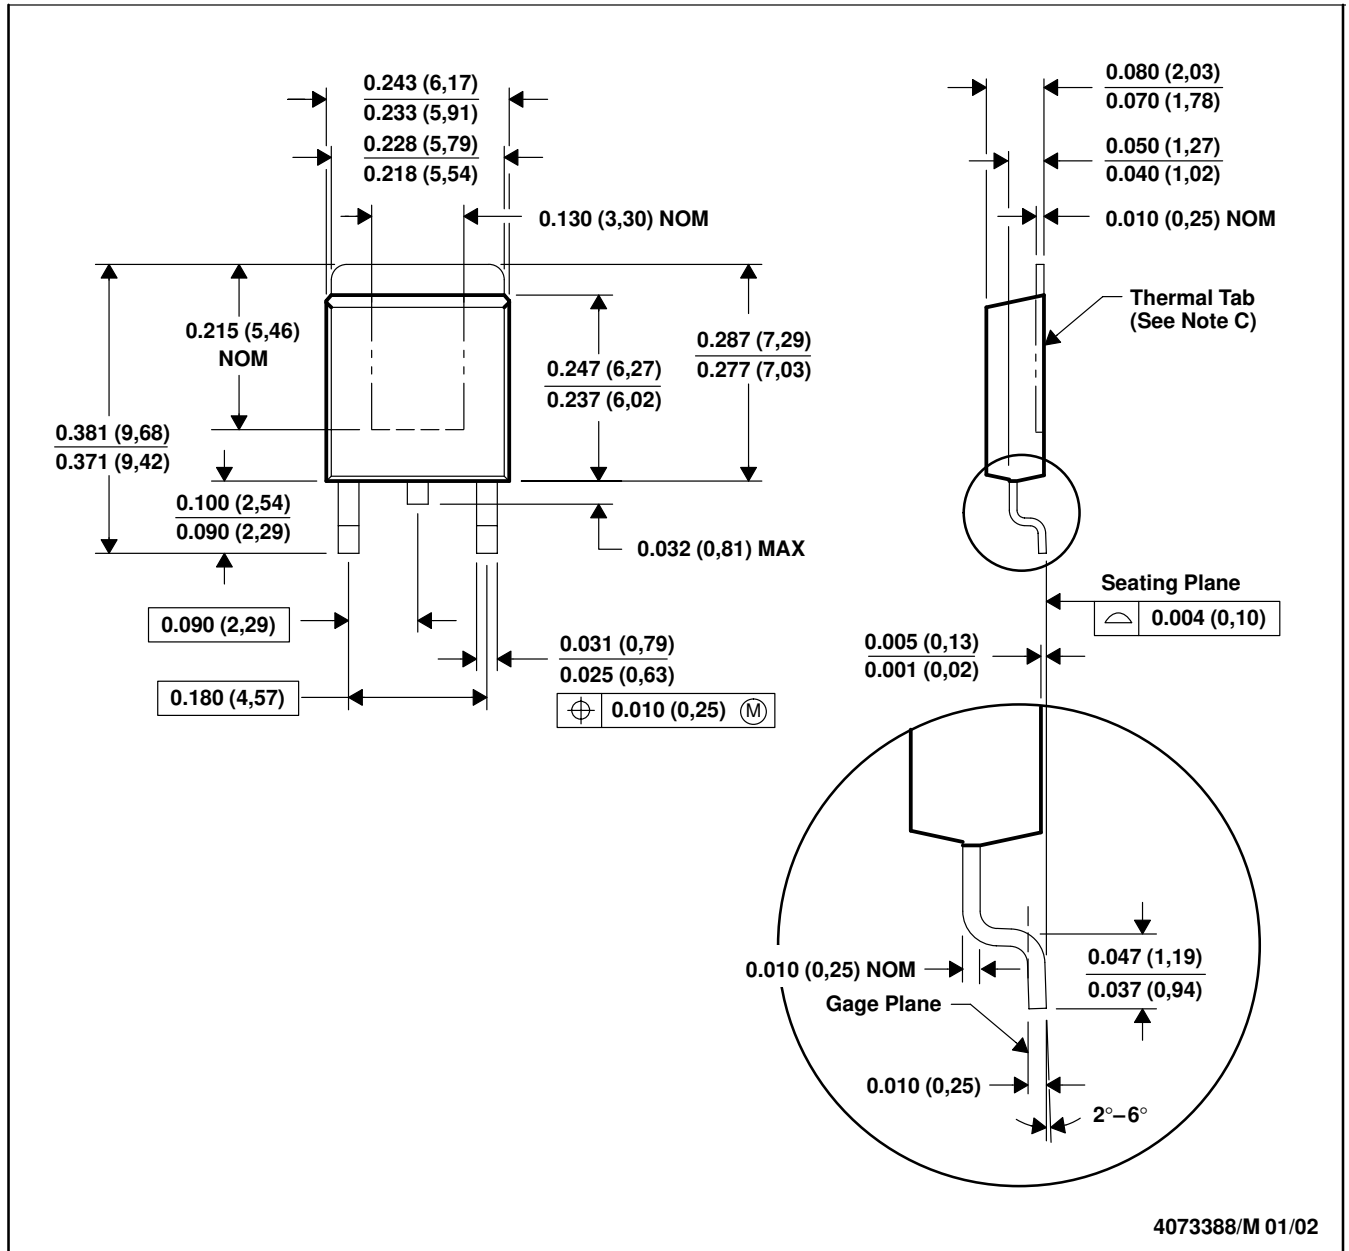 0.243 (6,17)
0.233 (5,91)
0.228 (5,79)
0.218 (5,54)
0.130 (3,30) NOM
0.215 (5,46)
NOM
0.247 (6,27)
0.237 (6,02)
0.287 (7,29)
0.277 (7,03)
0.381 (9,68)
0.371 (9,42)
0.100 (2,54)
0.090 (2,29)
0.032 (0,81) MAX
0.090 (2,29)
0.031 (0,79)
0.025 (0,63)
0.180 (4,57)
0.010 (0,25) Ⓜ
0.080 (2,03)
0.070 (1,78)
0.050 (1,27)
0.040 (1,02)
0.010 (0,25) NOM
Thermal Tab
(See Note C)
Seating Plane
0.004 (0,10)
0.005 (0,13)
0.001 (0,02)
0.010 (0,25) NOM
0.047 (1,19)
0.037 (0,94)
Gage Plane
0.010 (0,25)
2°–6°
4073388/M 01/02